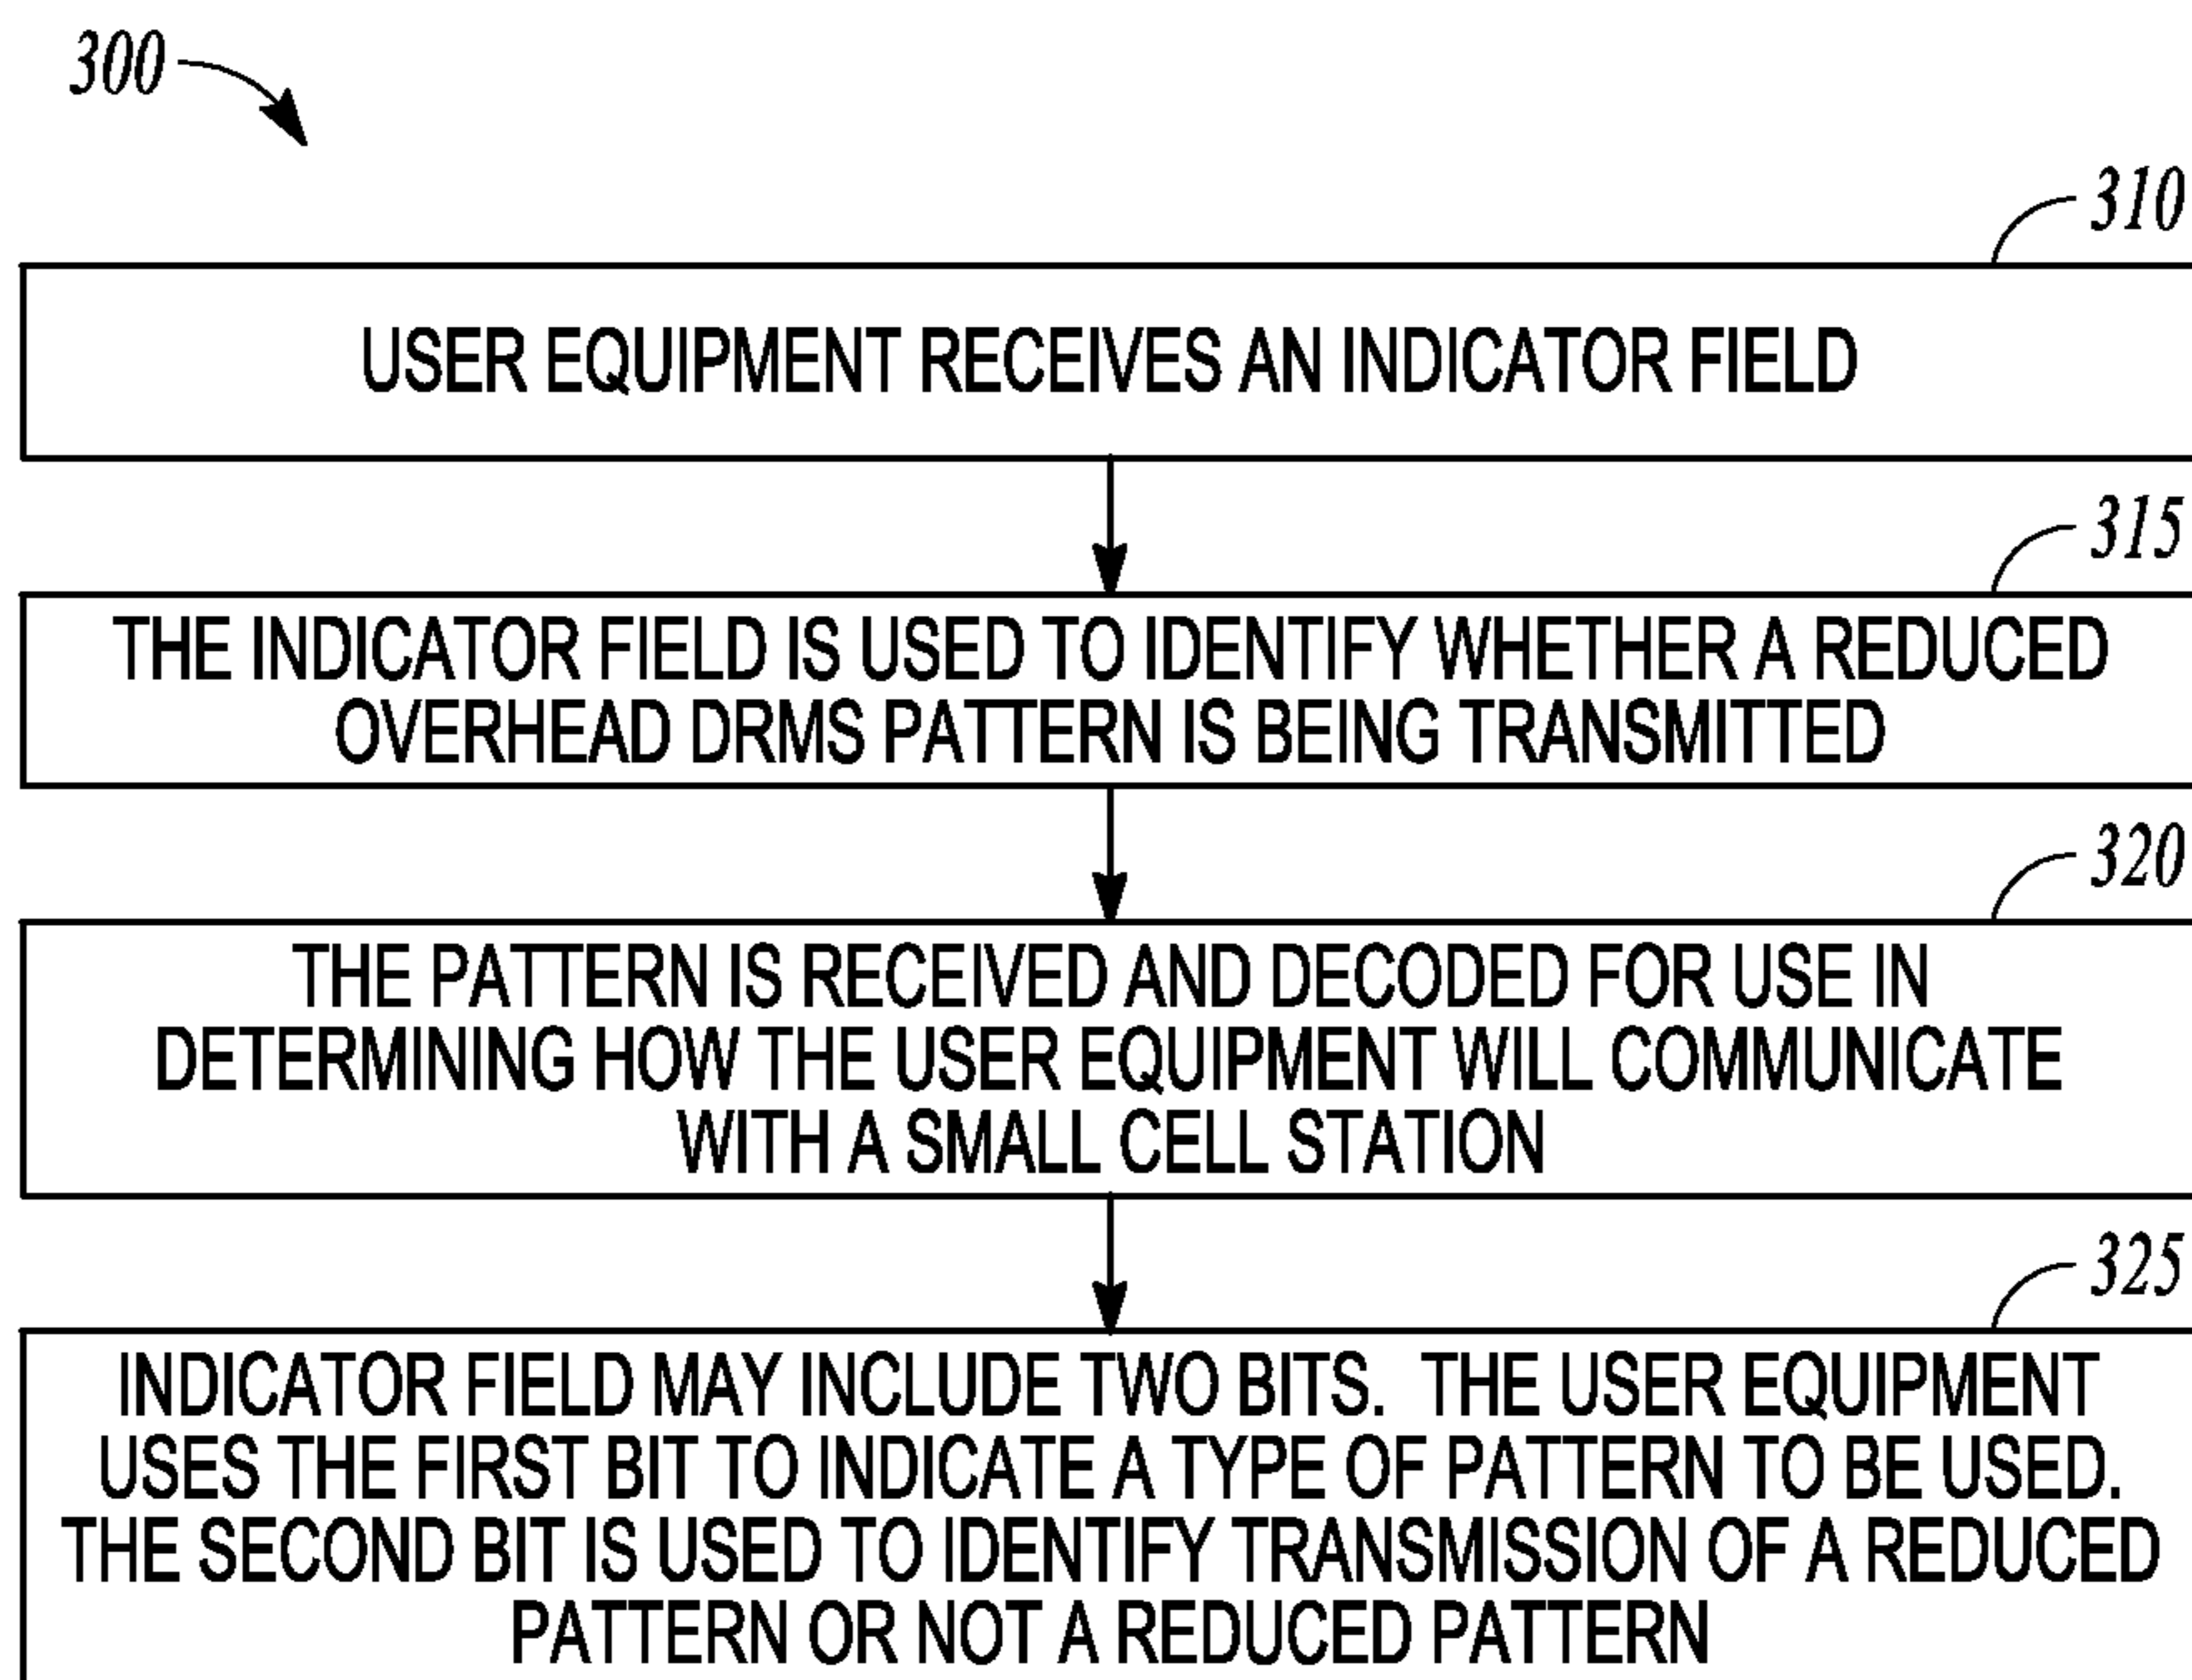 300
310
USER EQUIPMENT RECEIVES AN INDICATOR FIELD
315
THE INDICATOR FIELD IS USED TO IDENTIFY WHETHER A REDUCED
OVERHEAD DRMS PATTERN IS BEING TRANSMITTED
320
THE PATTERN IS RECEIVED AND DECODED FOR USE IN
DETERMINING HOW THE USER EQUIPMENT WILL COMMUNICATE
WITH A SMALL CELL STATION
325
INDICATOR FIELD MAY INCLUDE TWO BITS. THE USER EQUIPMENT
USES THE FIRST BIT TO INDICATE A TYPE OF PATTERN TO BE USED.
THE SECOND BIT IS USED TO IDENTIFY TRANSMISSION OF A REDUCED
PATTERN OR NOT A REDUCED PATTERN